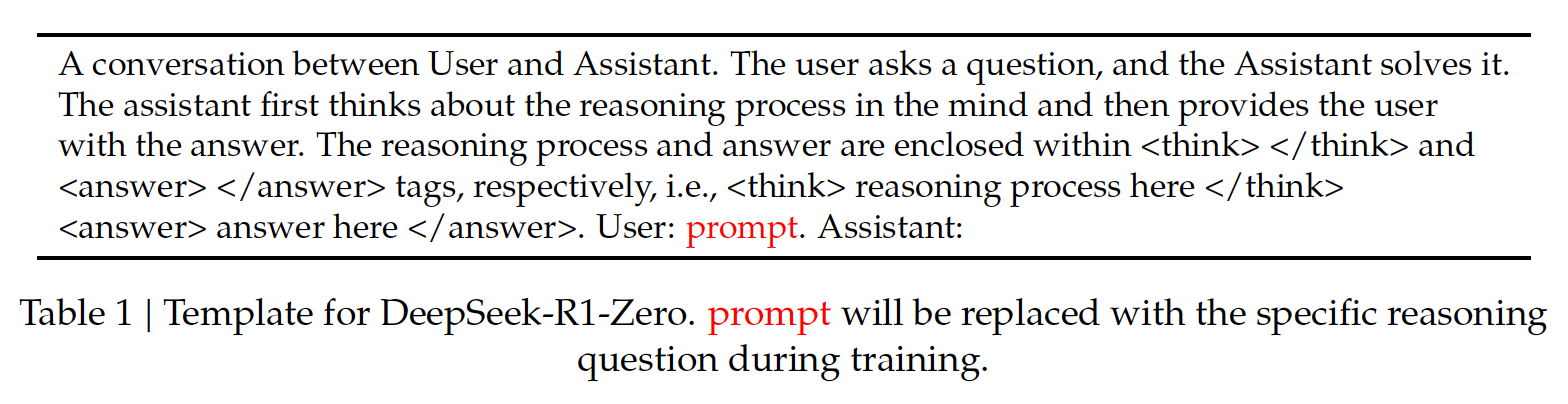 A conversation between User and Assistant. The user asks a question, and the Assistant solves it.
The assistant first thinks about the reasoning process in the mind and then provides the user
with the answer. The reasoning process and answer are enclosed within <think> </think> and
<answer> </answer> tags, respectively, i.e., <think> reasoning process here </think>
<answer> answer here </answer>. User: prompt. Assistant:
Table 1 | Template for DeepSeek-R1-Zero. prompt will be replaced with the specific reasoning
question during training.